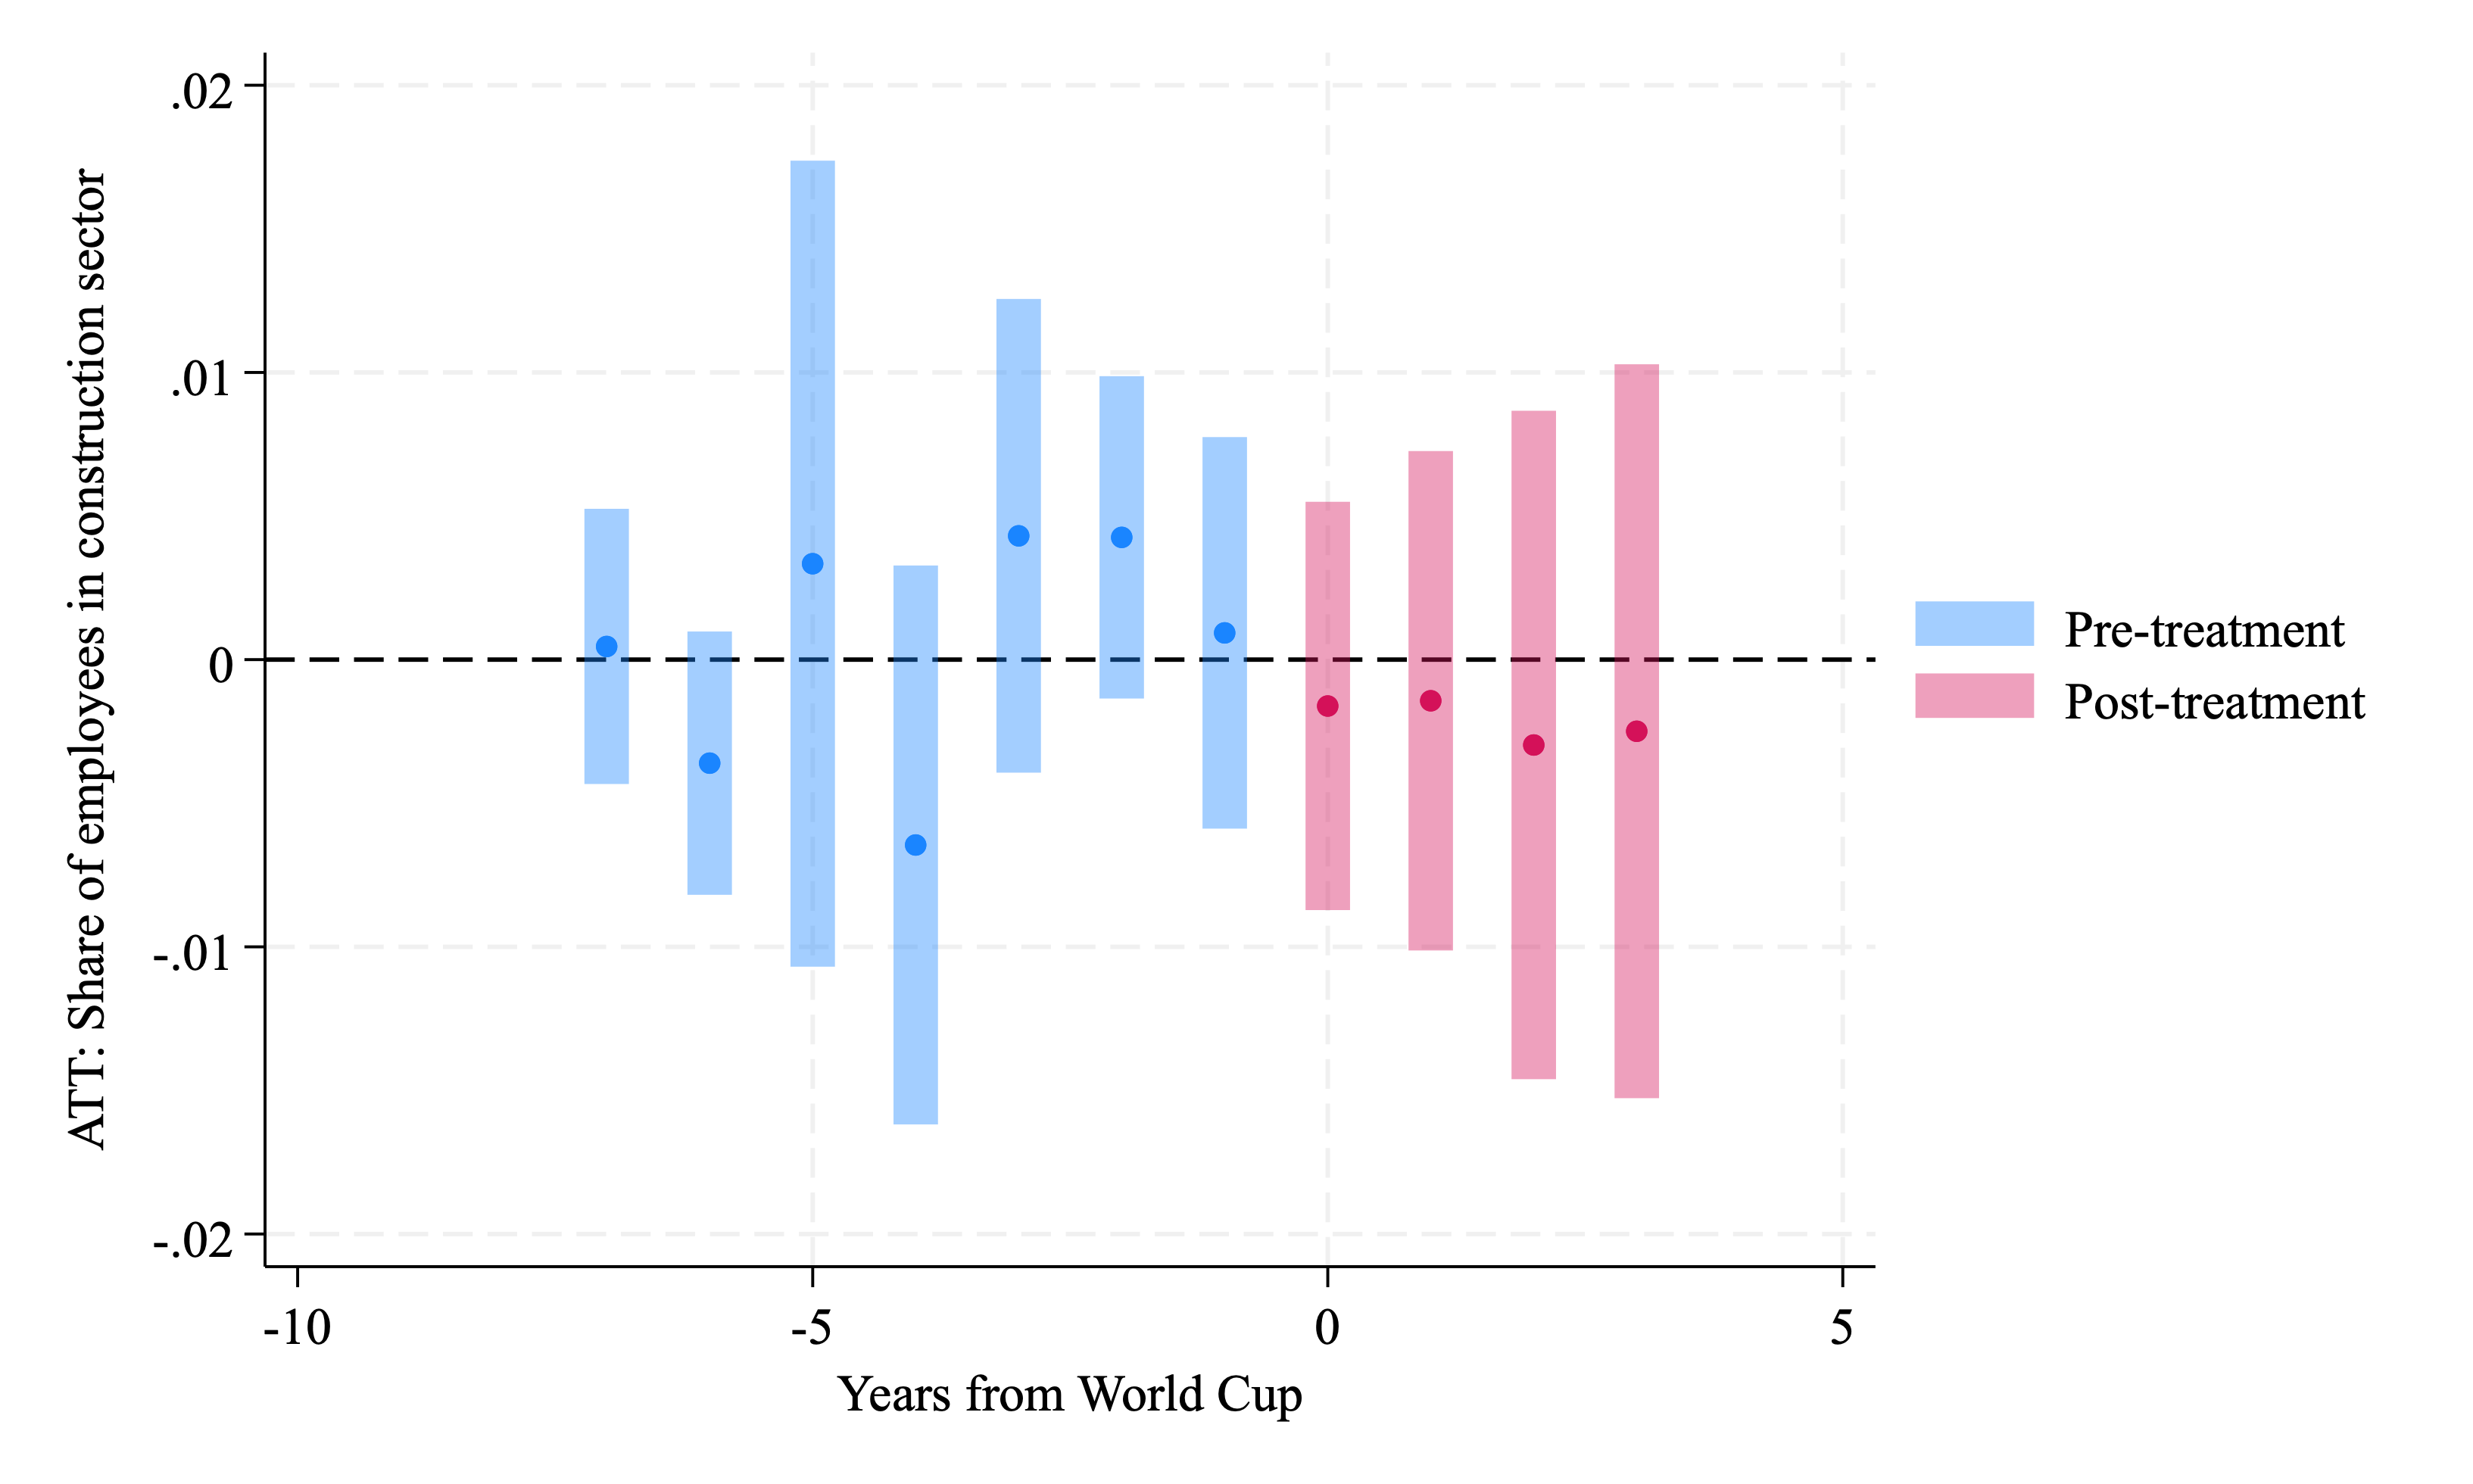 ATT: Share of employees in construction sector
.02
.01
0
-.01
-.02
-10
-5
0
5
Years from World Cup
Pre-treatment
Post-treatment